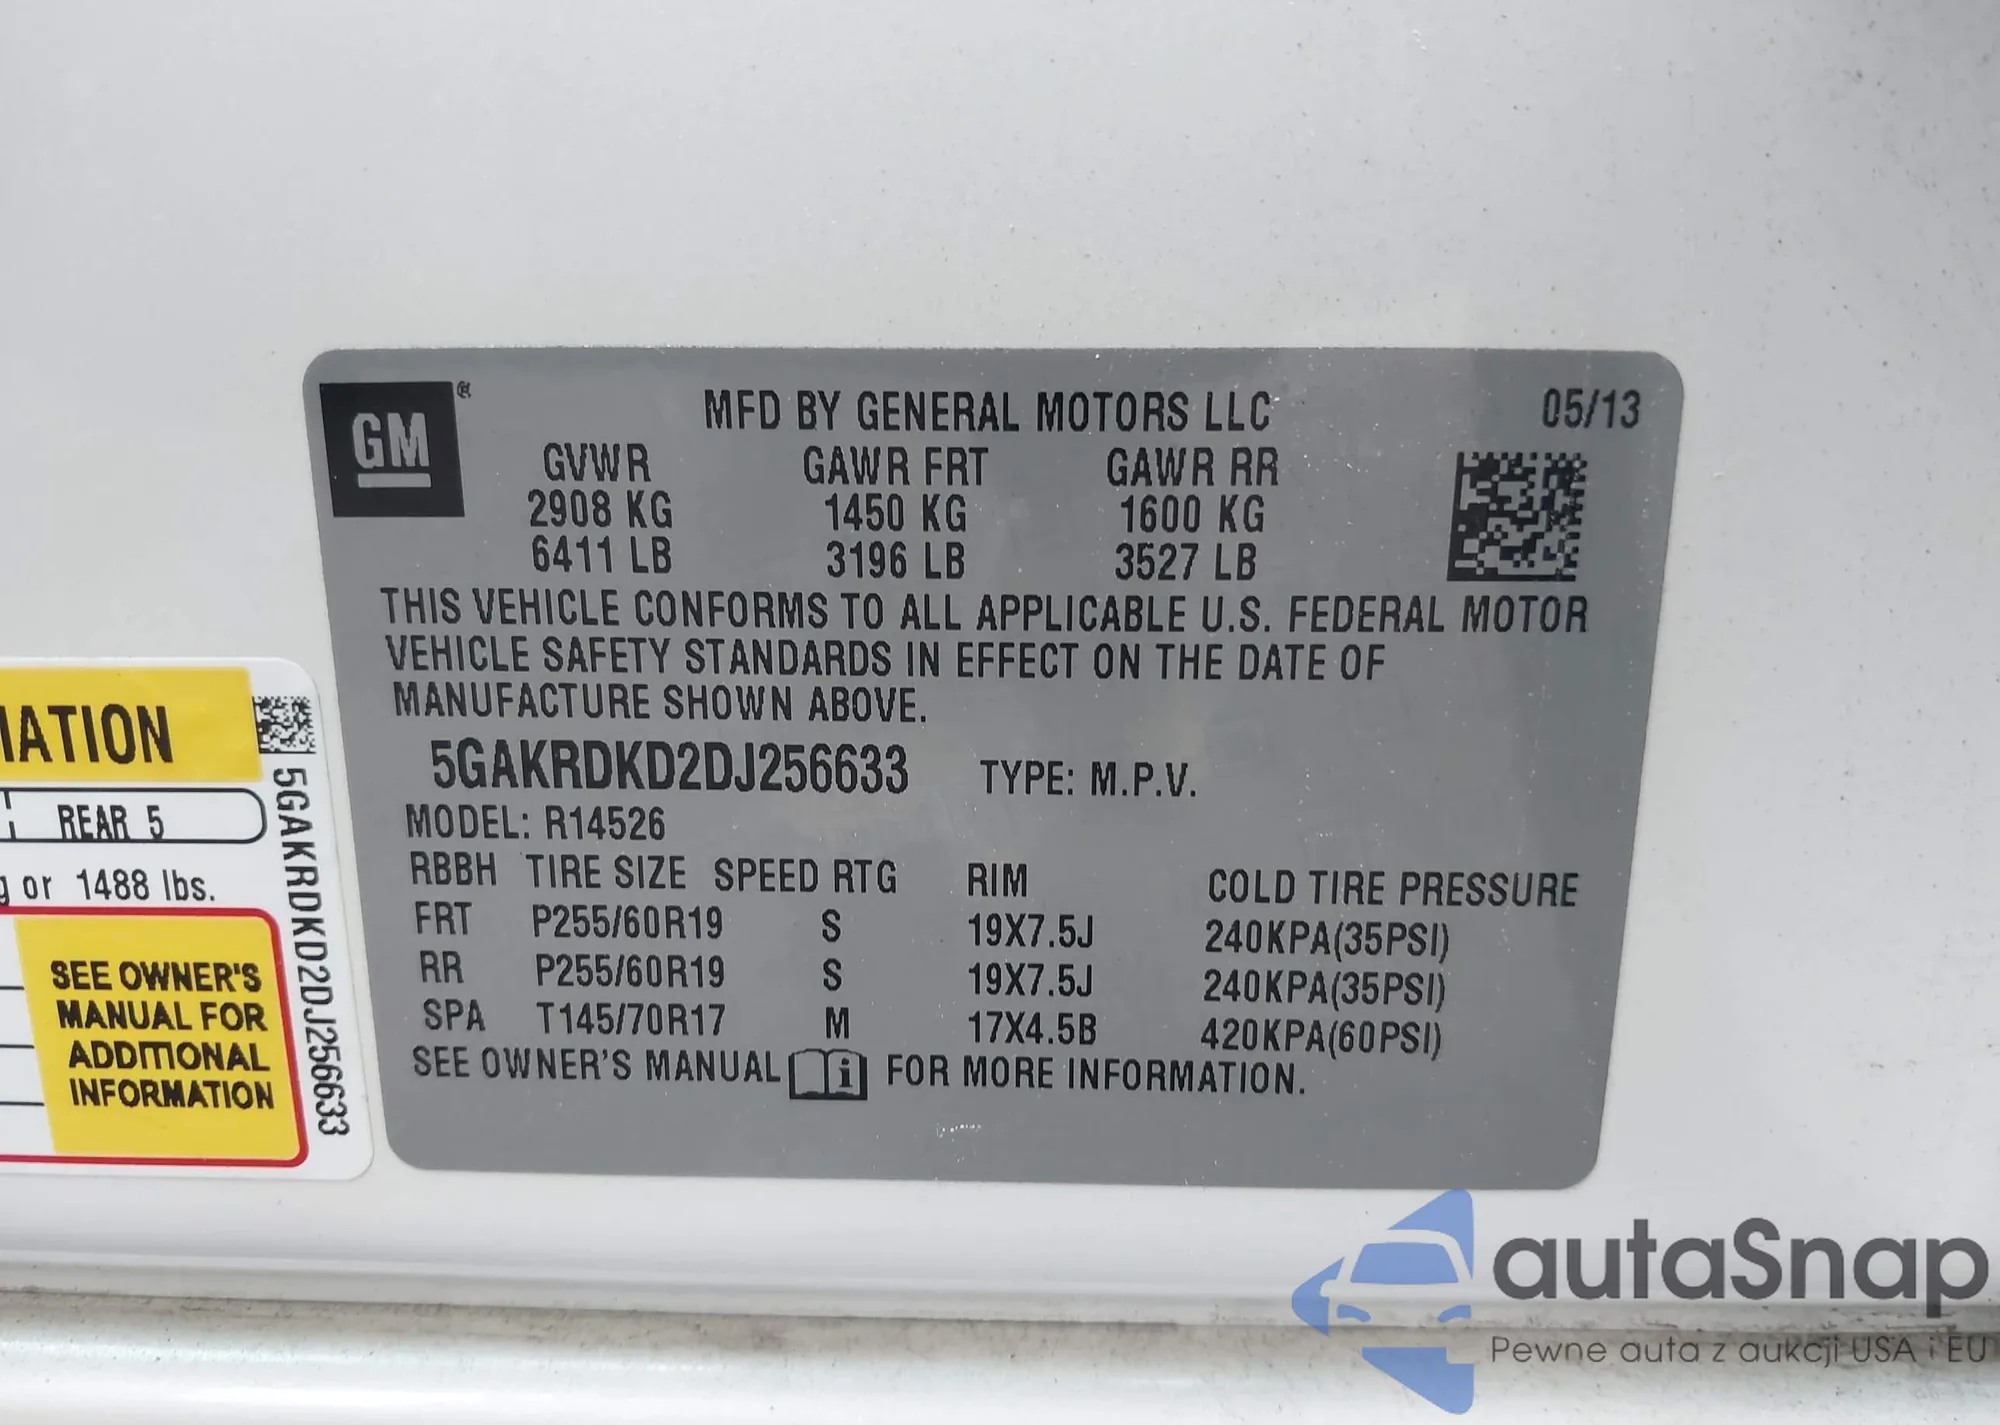 GM ®
MFD BY GENERAL MOTORS LLC 05/13
GVWR GAWR FRT GAWR RR
2908 KG 1450 KG 1600 KG
6411 LB 3196 LB 3527 LB
THIS VEHICLE CONFORMS TO ALL APPLICABLE U.S. FEDERAL MOTOR
VEHICLE SAFETY STANDARDS IN EFFECT ON THE DATE OF
MANUFACTURE SHOWN ABOVE.
5GAKRDKD2DJ256633 TYPE: M.P.V.
MODEL: R14526
RBBH TIRE SIZE SPEED RTG RIM COLD TIRE PRESSURE
FRT P255/60R19 S 19X7.5J 240KPA(35PSI)
RR P255/60R19 S 19X7.5J 240KPA(35PSI)
SPA T145/70R17 M 17X4.5B 420KPA(60PSI)
SEE OWNER'S MANUAL i FOR MORE INFORMATION.
MATION
REAR 5
g or 1488 lbs.
SEE OWNER'S
MANUAL FOR
ADDITIONAL
INFORMATION
5GAKRDKD2DJ256633
autaSnap
Pewne auta z aukcji USA i EU